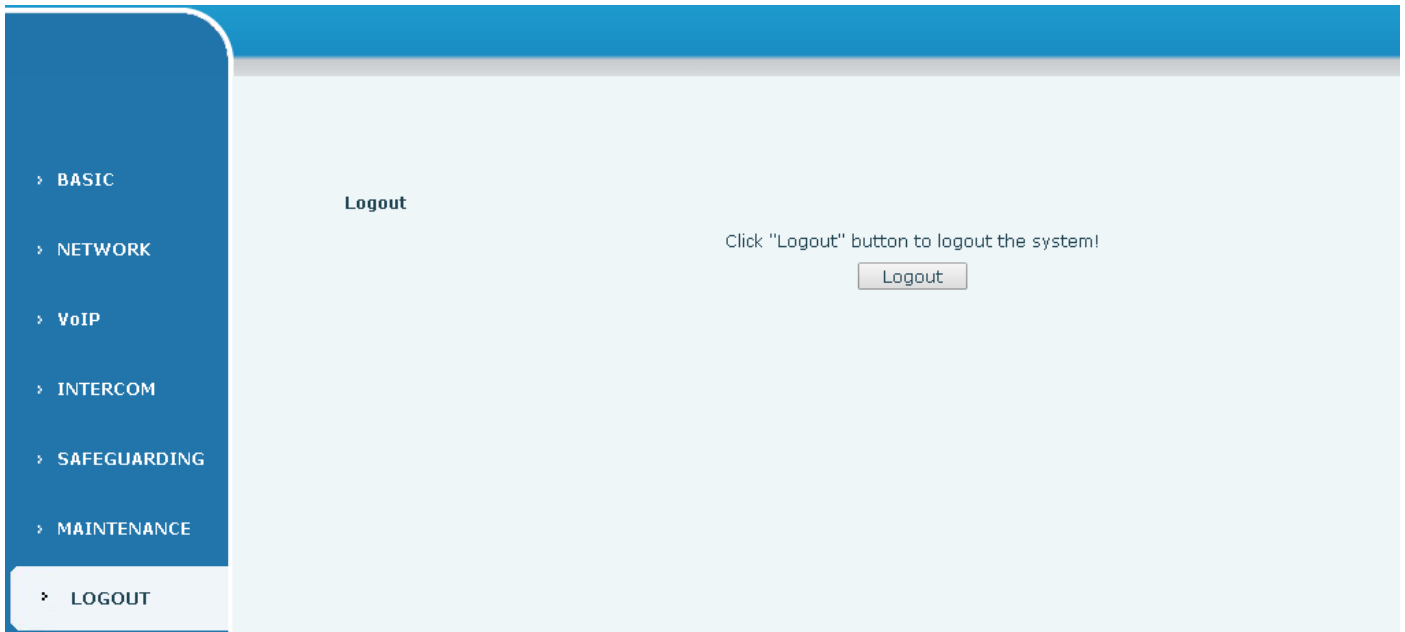 BASIC
NETWORK
VoIP
INTERCOM
SAFEGUARDING
MAINTENANCE
LOGOUT
Logout
Click "Logout" button to logout the system!
Logout